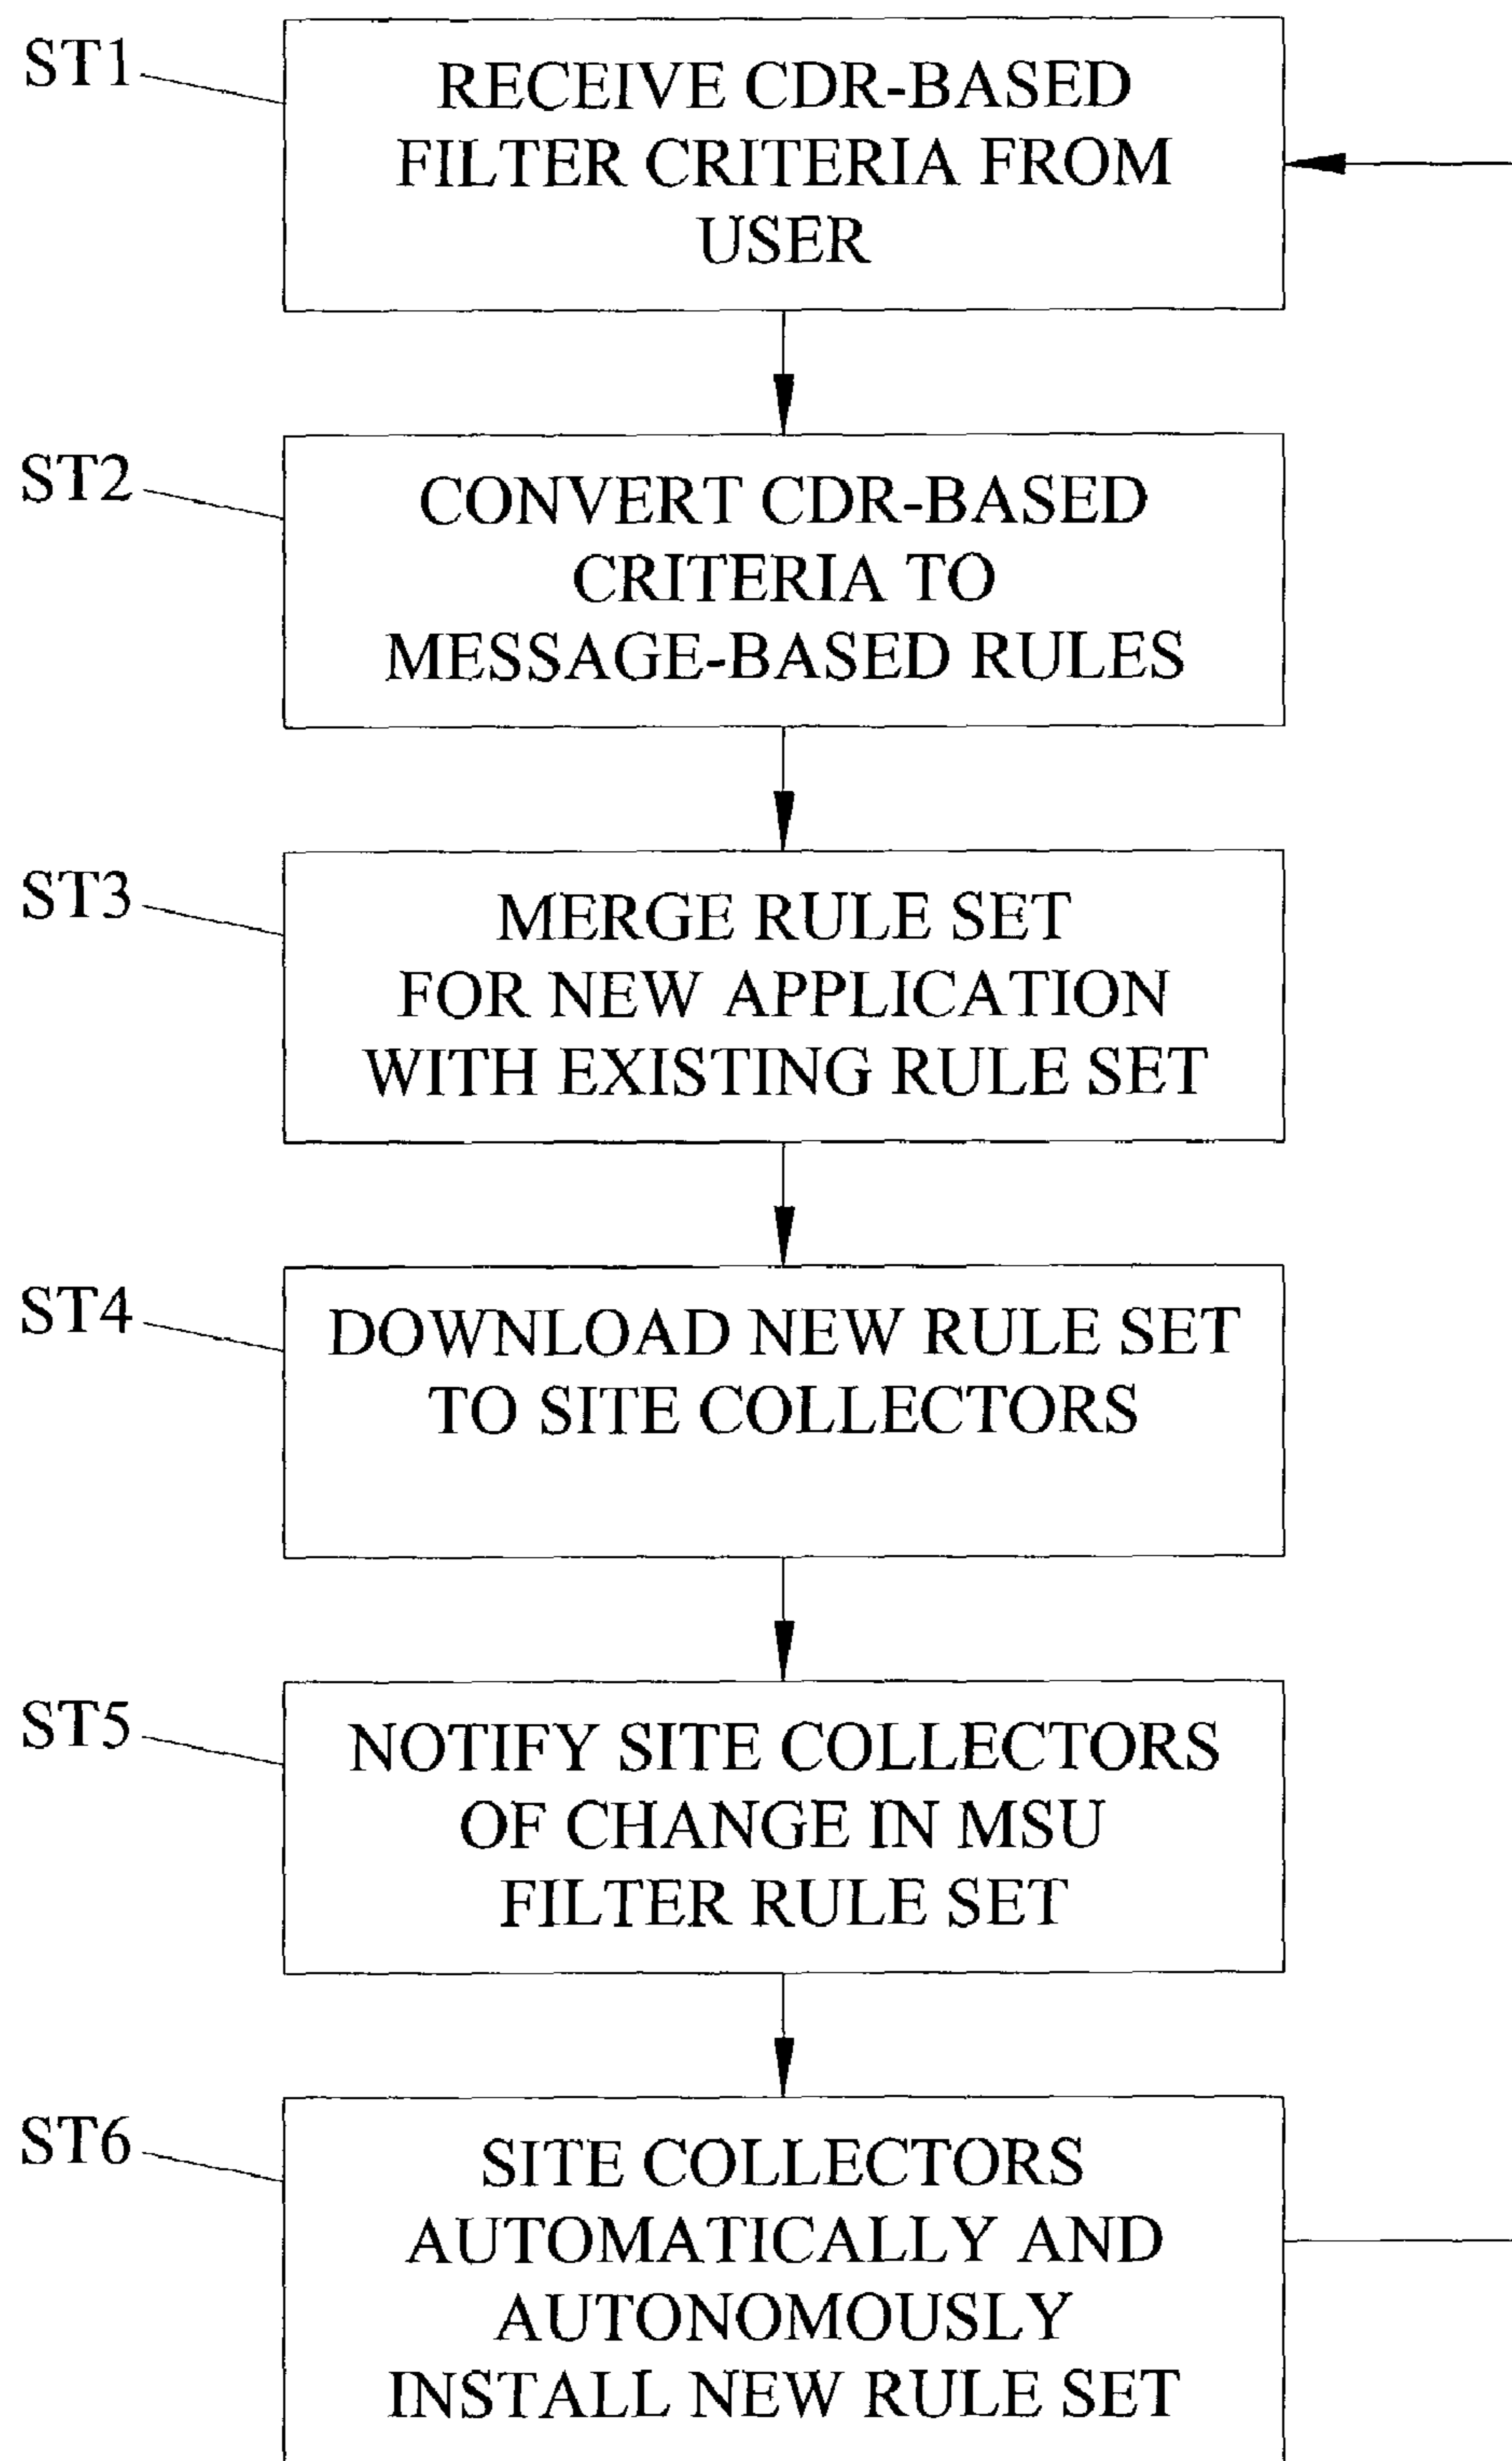 ST1
RECEIVE CDR-BASED
FILTER CRITERIA FROM
USER
ST2
CONVERT CDR-BASED
CRITERIA TO
MESSAGE-BASED RULES
ST3
MERGE RULE SET
FOR NEW APPLICATION
WITH EXISTING RULE SET
ST4
DOWNLOAD NEW RULE SET
TO SITE COLLECTORS
ST5
NOTIFY SITE COLLECTORS
OF CHANGE IN MSU
FILTER RULE SET
ST6
SITE COLLECTORS
AUTOMATICALLY AND
AUTONOMOUSLY
INSTALL NEW RULE SET